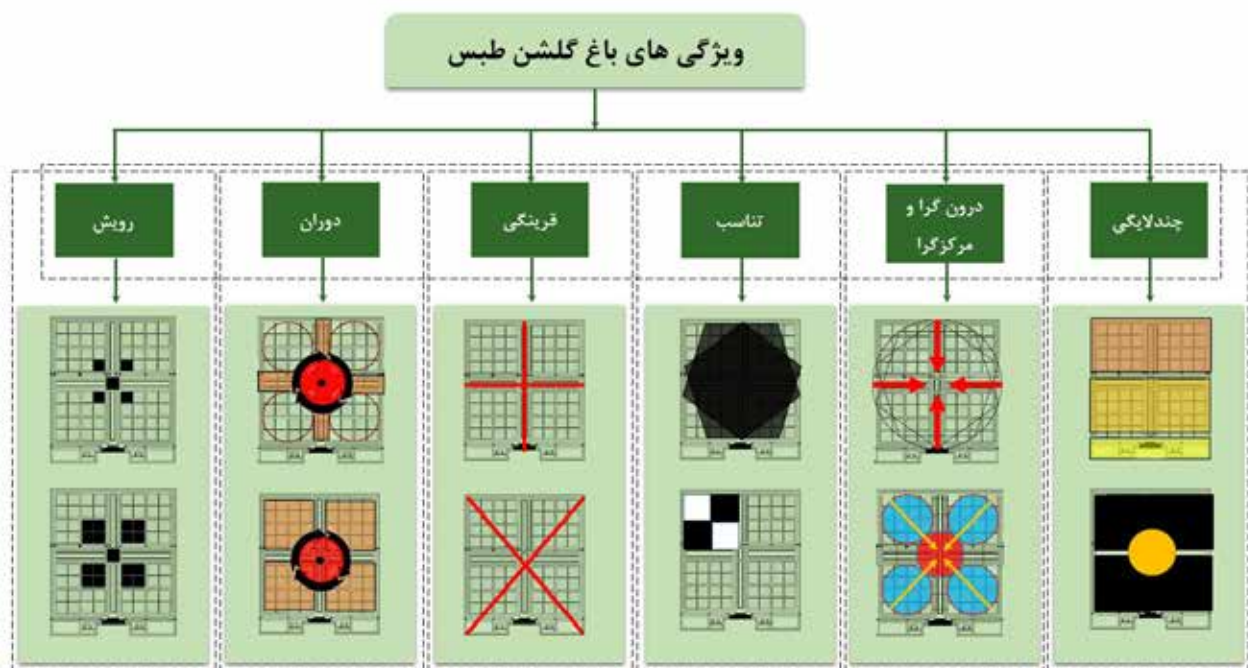 ویژگی های باغ گلشن طبس
چندلایگی
درون گرا و
مرکزگرا
تناسب
قرینگی
دوران
رویش